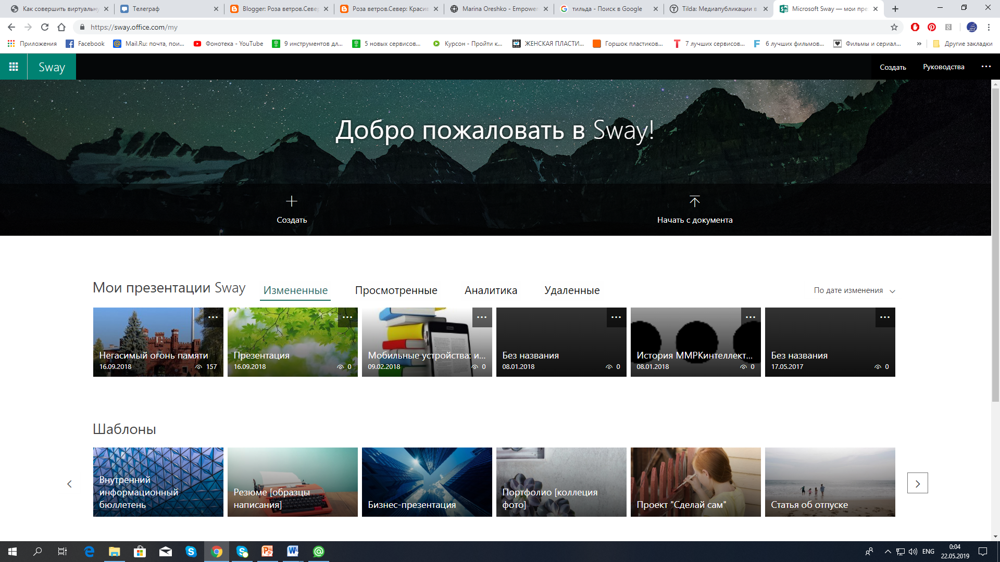 Как совершить виртуальну
Телеграф
Blogger: Роза ветров.Север
Роза ветров.Север: Красив
Marina Oreshko - Empower
тильда - Поиск в Google
Tilda: Медиапубликации в
Microsoft Sway — мои пре
https://sway.office.com/my
Приложения
Facebook
Mail.Ru: почта, пои...
Фонотека - YouTube
9 инструментов дл...
5 новых сервисов...
Курсон - Пройти к...
ЖЕНСКАЯ ПЛАСТИ...
Горшок пластиков...
7 лучших сервисов...
6 лучших фильмов...
Фильмы и сериал...
»
Другие закладки
Sway
Создать
Руководства
Добро пожаловать в Sway!
Создать
Начать с документа
Мои презентации Sway
Измененные
Просмотренные
Аналитика
Удаленные
По дате изменения
Негасимый огонь памяти
16.09.2018
157
Презентация
16.09.2018
0
Мобильные устройства: и...
09.02.2018
0
Без названия
08.01.2018
0
История ММРКинтеллект...
08.01.2018
0
Без названия
17.05.2017
0
Шаблоны
Внутренний
информационный
бюллетень
Резюме [образцы
написания]
Бизнес-презентация
Портфолио [коллеция
фото]
Проект "Сделай сам"
Статья об отпуске
ENG
0:04
22.05.2019